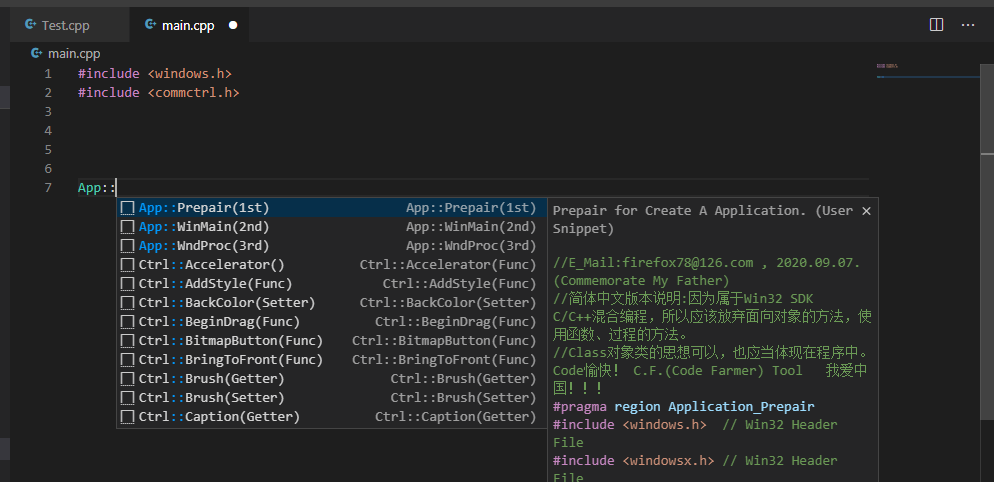 Test.cpp
main.cpp
main.cpp
1 #include <windows.h>
2 #include <commctrl.h>
3
4
5
6
7 App::
App::Prepair(1st) App::Prepair(1st)
App::WinMain(2nd) App::WinMain(2nd)
App::WndProc(3rd) App::WndProc(3rd)
Ctrl::Accelerator() Ctrl::Accelerator(Func)
Ctrl::AddStyle(Func) Ctrl::AddStyle(Func)
Ctrl::BackColor(Setter) Ctrl::BackColor(Setter)
Ctrl::BeginDrag(Func) Ctrl::BeginDrag(Func)
Ctrl::BitmapButton(Func) Ctrl::BitmapButton(Func)
Ctrl::BringToFront(Func) Ctrl::BringToFront(Func)
Ctrl::Brush(Getter) Ctrl::Brush(Getter)
Ctrl::Brush(Setter) Ctrl::Brush(Setter)
Ctrl::Caption(Getter) Ctrl::Caption(Getter)
Prepair for Create A Application. (User
Snippet)
//E_Mail:firefox78@126.com , 2020.09.07.
(Commemorate My Father)
//简体中文版本说明:因为属于Win32 SDK
C/C++混合编程，所以应该放弃面向对象的方法，使
用函数、过程的方法。
//Class对象类的思想可以，也应当体现在程序中。
Code愉快！ C.F.(Code Farmer) Tool 我爱中
国！！！
#pragma region Application_Prepair
#include <windows.h> // Win32 Header
File
#include <windowsx.h> // Win32 Header
File